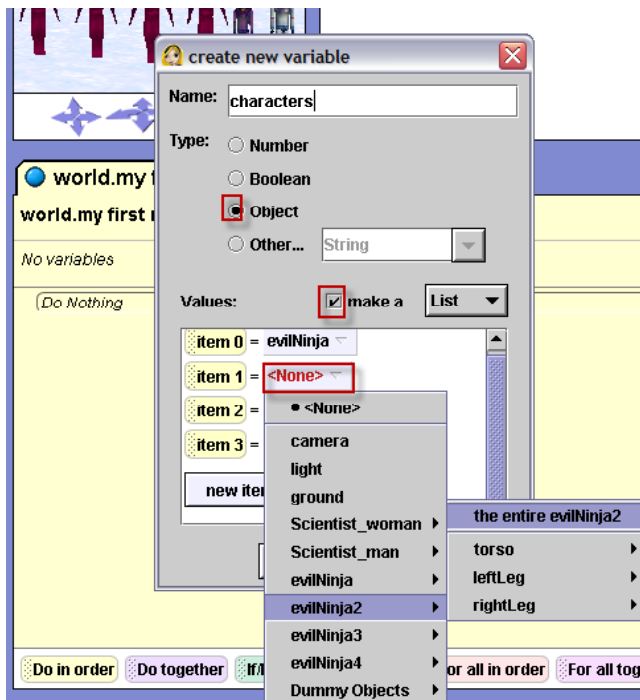 create new variable
Name: characters
Type: Number
Boolean
world.my f
world.my first r
Object
Other... String
No variables
Do Nothing
Values: make a List
item 0 = evilNinja
item 1 = <None>
item 2 =
<None>
item 3 =
camera
light
new iter
ground
Scientist_woman
the entire evilNinja2
Scientist_man
torso
evilNinja
leftLeg
evilNinja2
rightLeg
evilNinja3
evilNinja4
Do in order Do together If/ or all in order For all tog
Dummy Objects